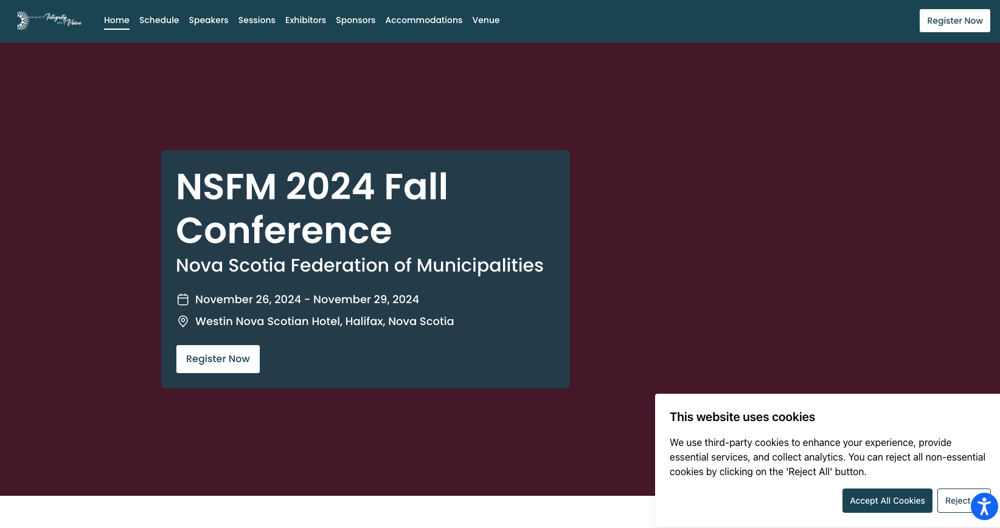 Integrity
Vision
Home
Schedule
Speakers
Sessions
Exhibitors
Sponsors
Accommodations
Venue
Register Now
NSFM 2024 Fall
Conference
Nova Scotia Federation of Municipalities
November 26, 2024 - November 29, 2024
Westin Nova Scotian Hotel, Halifax, Nova Scotia
Register Now
This website uses cookies
We use third-party cookies to enhance your experience, provide
essential services, and collect analytics. You can reject all non-essential
cookies by clicking on the 'Reject All' button.
Accept All Cookies
Reject